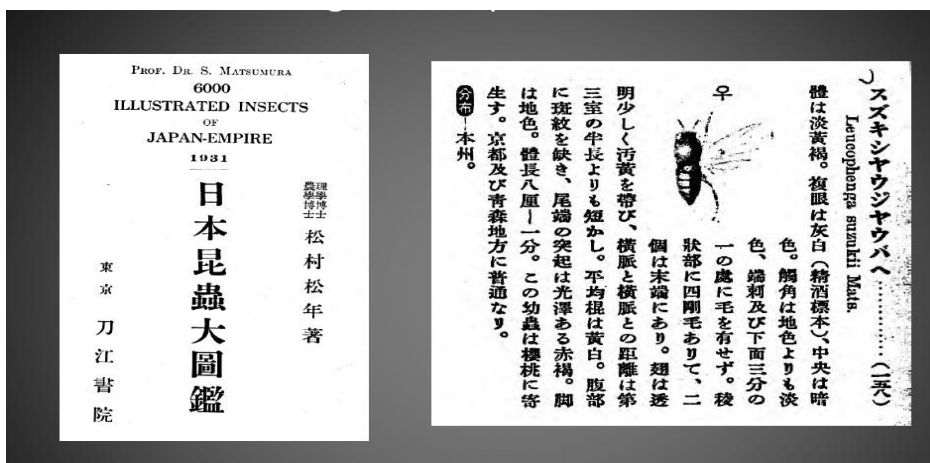 PROF. DR. S. MATSUMURA
6000
ILLUSTRATED INSECTS
OF
JAPAN-EMPIRE
1931
理學博士
農學博士
松村松年著
日本昆蟲大圖鑑
東京 刀江書院
スズキシヤウジヤウバヘ…………(一五八)
Leucophenga suzukii Mats.
體は淡黃褐。複眼は灰白(精酒標本)、中央は暗
色。觸角は地色よりも淡
色、端刺及び下面三分の
一の處に毛を有せず。稜
狀部に四剛毛ありて、二
個は末端にあり。翅は透
♀
明少しく汚黃を帶び、橫脈と橫脈との距離は第
三室の半長よりも短かし。平均棍は黃白。腹部
に斑紋を缺き、尾端の突起は光澤ある赤褐。脚
は地色。體長八厘ー一分。この幼蟲は櫻桃に寄
生す。京都及び靑森地方に普通なり。
分布ー本州。